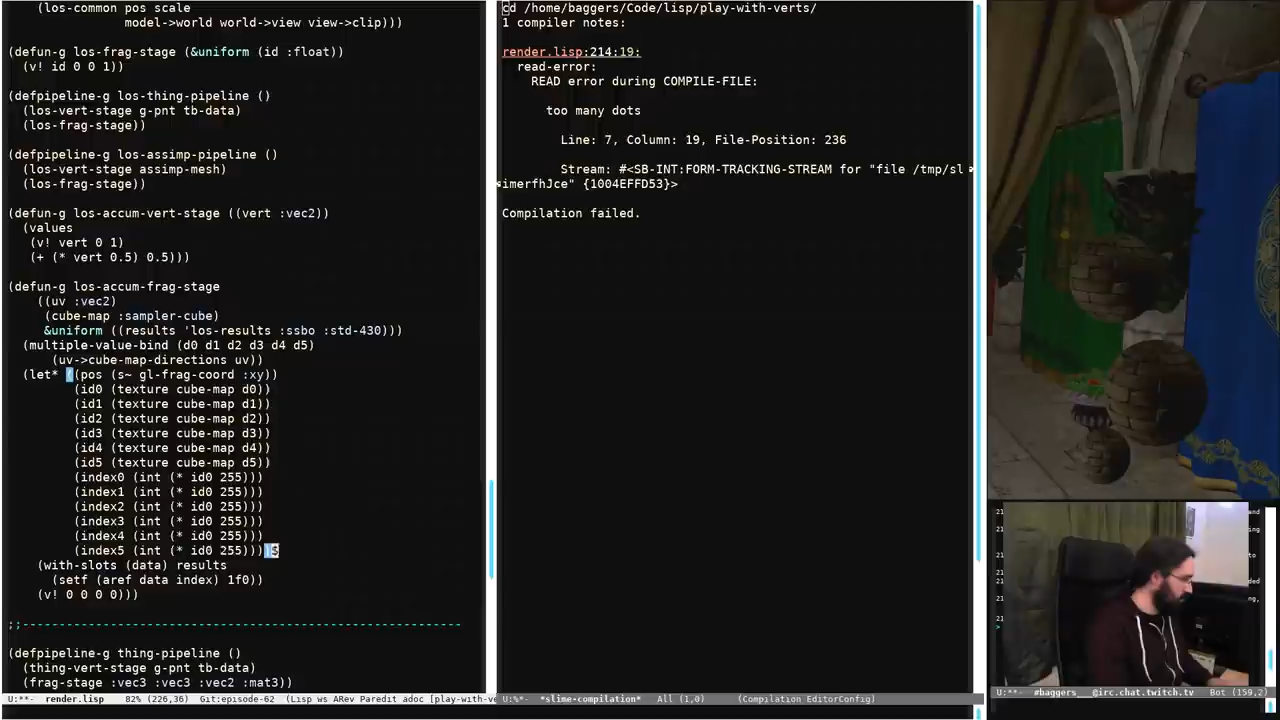 (los-common pos scale
model->world world->view view->clip)))
(defun-g los-frag-stage (&uniform (id :float))
(v! id 0 0 1))
(defpipeline-g los-thing-pipeline ()
(los-vert-stage g-pnt tb-data)
(los-frag-stage))
(defpipeline-g los-assimp-pipeline ()
(los-vert-stage assimp-mesh)
(los-frag-stage))
(defun-g los-accum-vert-stage ((vert :vec2))
(values
(v! vert 0 1)
(+ (* vert 0.5) 0.5)))
(defun-g los-accum-frag-stage
((uv :vec2)
(cube-map :sampler-cube)
&uniform ((results 'los-results :ssbo :std-430)))
(multiple-value-bind (d0 d1 d2 d3 d4 d5)
(uv->cube-map-directions uv))
(let* ((pos (s~ gl-frag-coord :xy))
(id0 (texture cube-map d0))
(id1 (texture cube-map d1))
(id2 (texture cube-map d2))
(id3 (texture cube-map d3))
(id4 (texture cube-map d4))
(id5 (texture cube-map d5))
(index0 (int (* id0 255)))
(index1 (int (* id0 255)))
(index2 (int (* id0 255)))
(index3 (int (* id0 255)))
(index4 (int (* id0 255)))
(index5 (int (* id0 255))))$
(with-slots (data) results
(setf (aref data index) 1f0))
(v! 0 0 0 0)))
;;------------------------------------------------------------
(defpipeline-g thing-pipeline ()
(thing-vert-stage g-pnt tb-data)
(frag-stage :vec3 :vec3 :vec2 :mat3))
U:**-  render.lisp   82% (226,36)   Git:episode-62  (Lisp ws ARev Paredit adoc [play-with-ve
cd /home/baggers/Code/lisp/play-with-verts/
1 compiler notes:
render.lisp:214:19:
read-error:
READ error during COMPILE-FILE:
too many dots
Line: 7, Column: 19, File-Position: 236
Stream: #<SB-INT:FORM-TRACKING-STREAM for "file /tmp/sl
imerfhJce" {1004EFFD53}>
Compilation failed.
U:%*-  *slime-compilation*   All (1,0)      (Compilation EditorConfig)
U:**-  #baggers  _@irc.chat.twitch.tv   Bot (159,2)